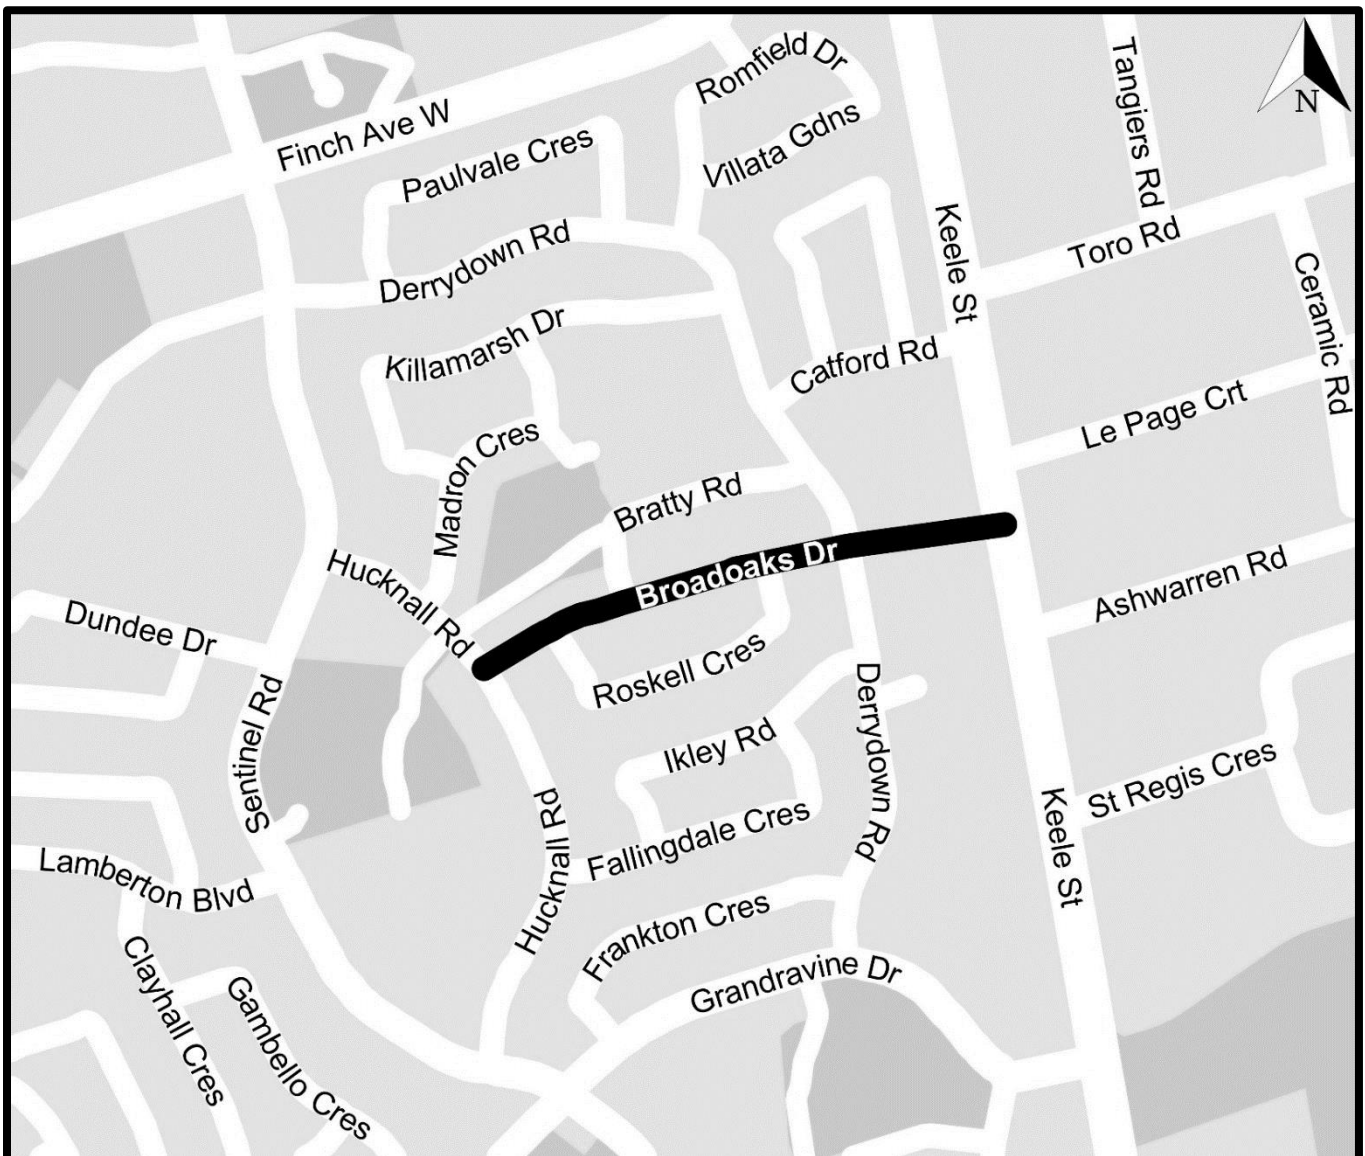 Romfield Dr
Tangiers Rd
N
Finch Ave W
Paulvale Cres
Villata Gdns
Keele St
Toro Rd
Derrydown Rd
Ceramic Rd
Killamarsh Dr
Catford Rd
Le Page Crt
Madron Cres
Bratty Rd
Broadoaks Dr
Hucknall Rd
Ashwarren Rd
Dundee Dr
Roskell Cres
Sentinel Rd
Ikley Rd
Derrydown Rd
St Regis Cres
Hucknall Rd
Fallingdale Cres
Keele St
Lamberton Blvd
Frankton Cres
Grandravine Dr
Clayhall Cres
Gambello Cres